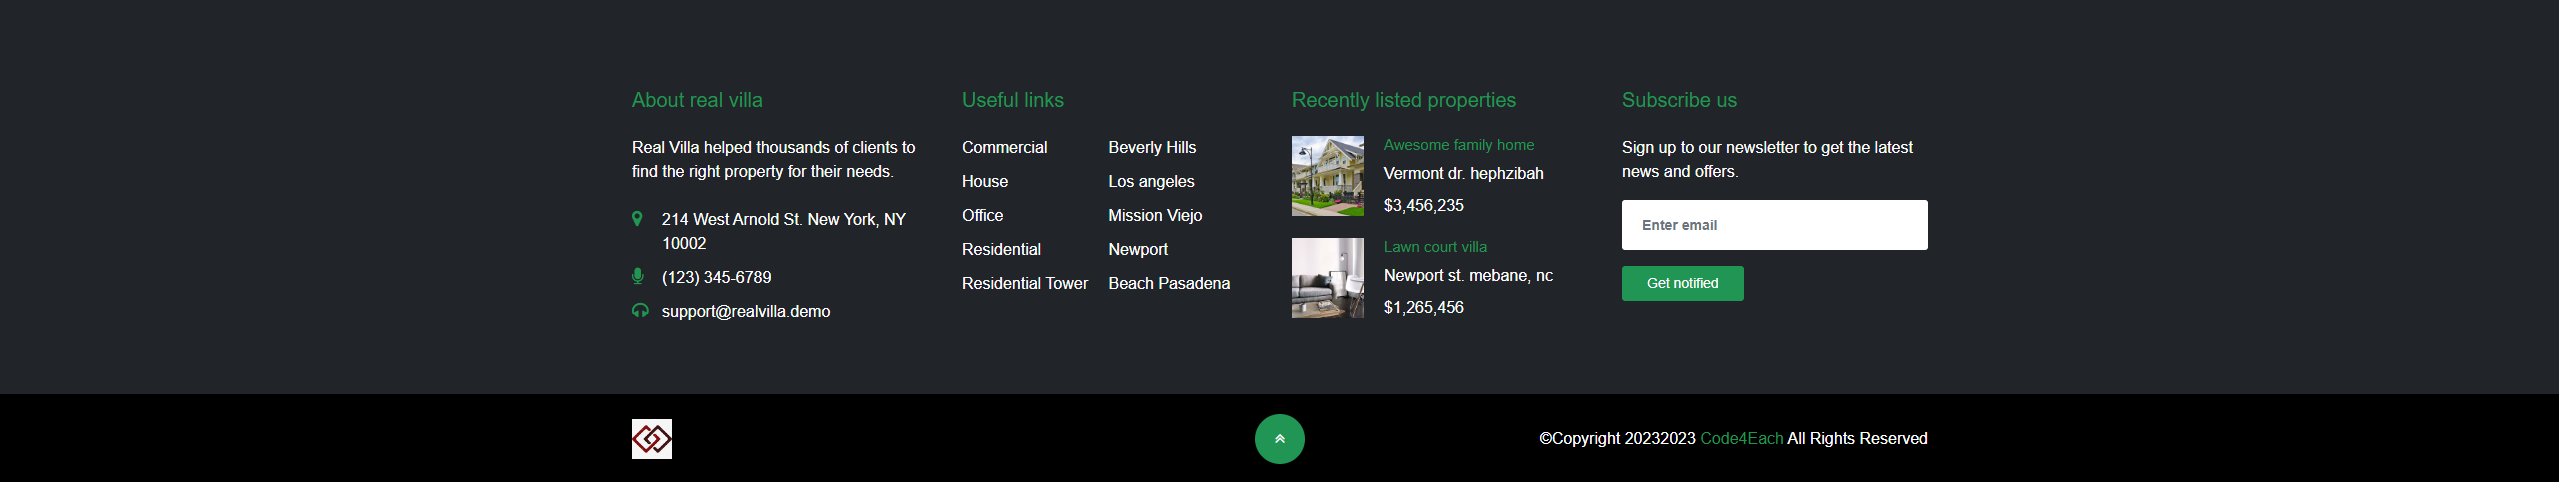 About real villa
Real Villa helped thousands of clients to
find the right property for their needs.
214 West Arnold St. New York, NY
10002
(123) 345-6789
support@realvilla.demo
Useful links
Commercial
House
Office
Residential
Residential Tower
Beverly Hills
Los angeles
Mission Viejo
Newport
Beach Pasadena
Recently listed properties
Awesome family home
Vermont dr. hephzibah
$3,456,235
Lawn court villa
Newport st. mebane, nc
$1,265,456
Subscribe us
Sign up to our newsletter to get the latest
news and offers.
Enter email
Get notified
©Copyright 20232023 Code4Each All Rights Reserved